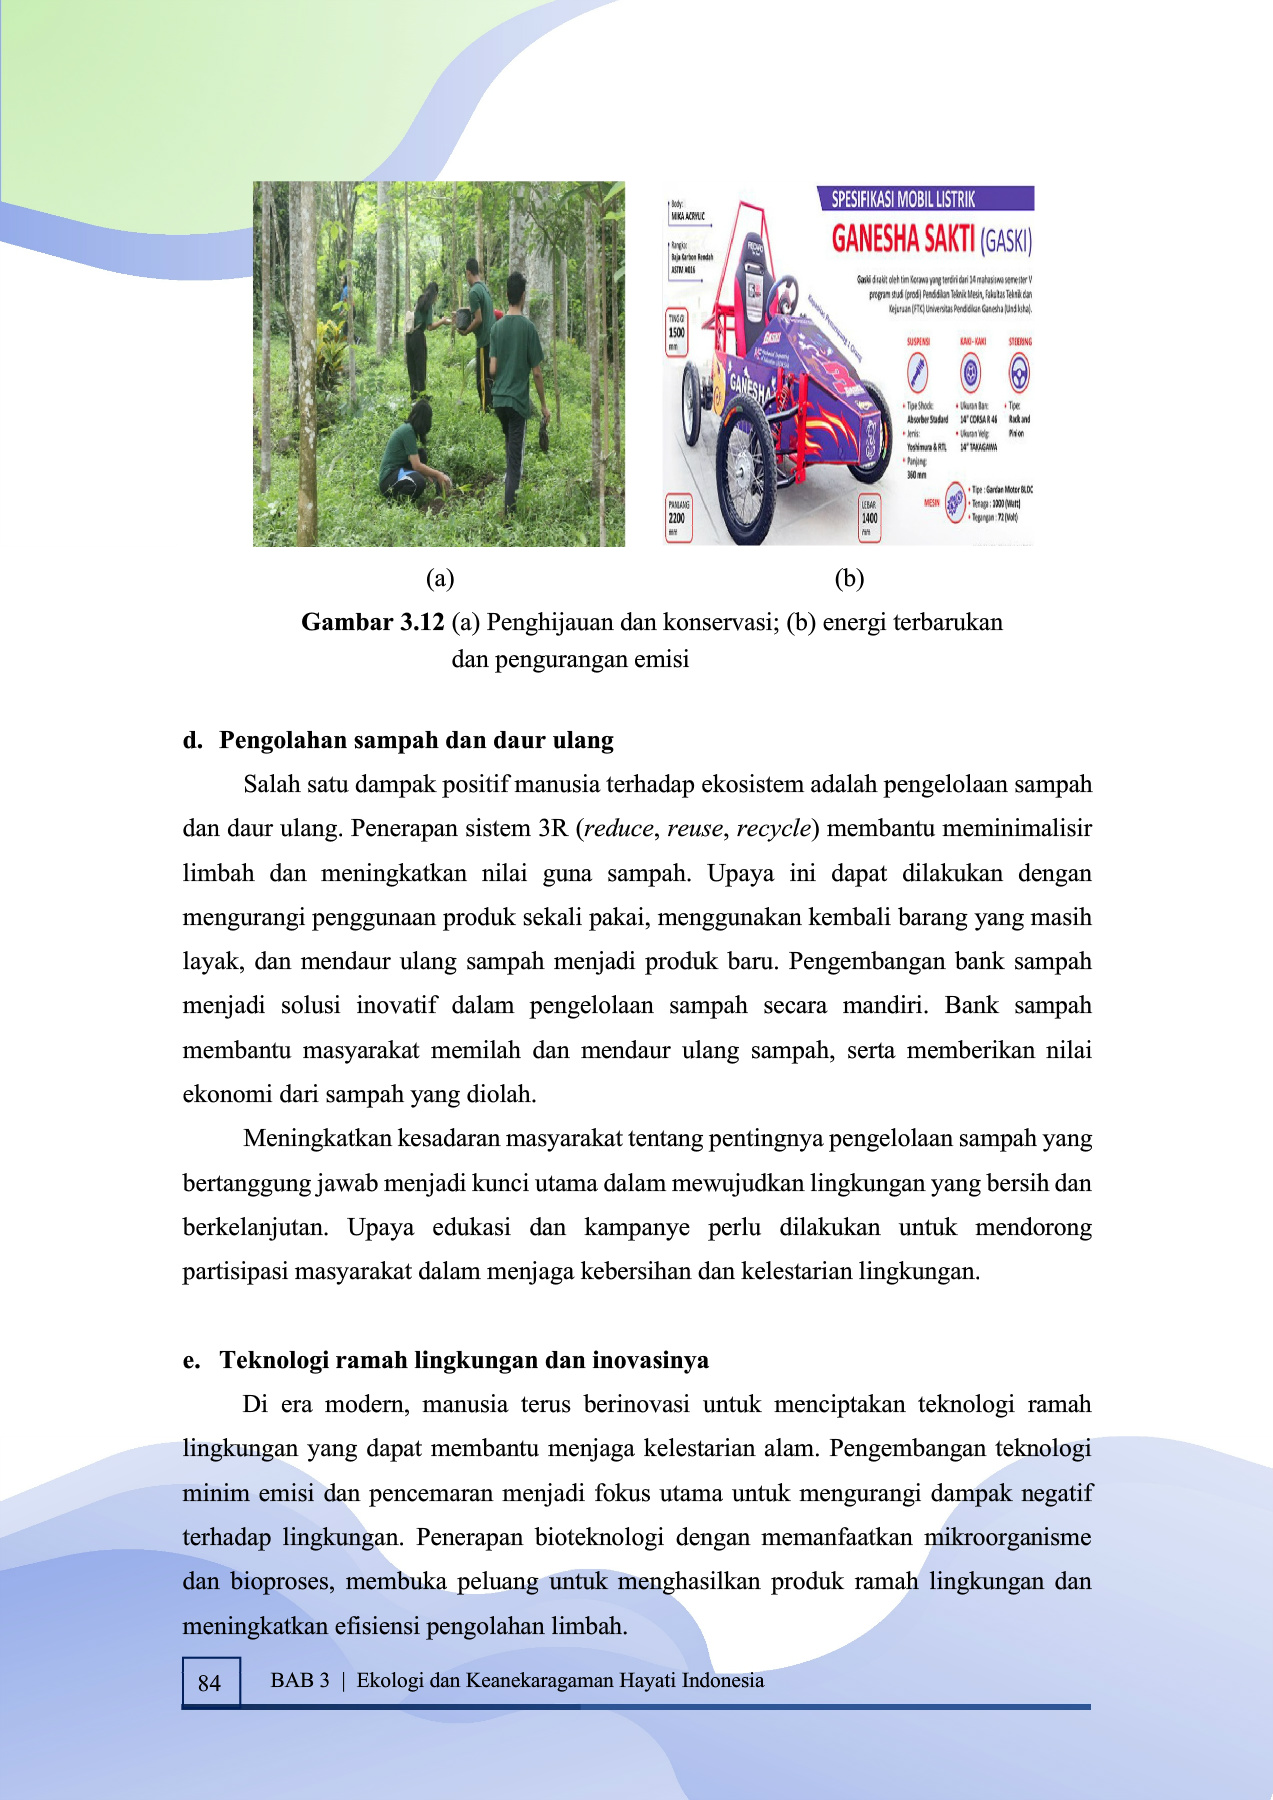 SPESIFIKASI MOBIL LISTRIK
GANESHA SAKTI (GASKI)
Gaski dirakit oleh tim Korawa yang terdiri dari 14 mahasiswa semester V
program studi (prodi) Pendidikan Teknik Mesin, Fakultas Teknik dan
Kejuruan (FTK) Universitas Pendidikan Ganesha (Undiksha).
Body:
MIKA ACRYLIC
Rangka:
Baja Karbon Rendah
ASTM A016
TINGGI
1500
mm
Kapasitas Penumpang 1 Orang
RECARO
GASKI
GANESHA
SUSPENSI
• Tipe Shock:
Absorber Stadard
• Jenis:
Yoshimura & RTL
• Panjang:
360 mm
KAKI - KAKI
• Ukuran Ban:
14" CORSA R 46
• Ukuran Velg:
14" TAKAGAWA
STEERING
• Tipe:
Rack and
Pinion
MESIN
• Tipe : Gardan Motor BLDC
• Tenaga : 1000 (Watt)
• Tegangan : 72 (Volt)
PANJANG
2200
mm
LEBAR
1400
mm
(a)
(b)
Gambar 3.12 (a) Penghijauan dan konservasi; (b) energi terbarukan
dan pengurangan emisi
d. Pengolahan sampah dan daur ulang
Salah satu dampak positif manusia terhadap ekosistem adalah pengelolaan sampah
dan daur ulang. Penerapan sistem 3R (reduce, reuse, recycle) membantu meminimalisir
limbah dan meningkatkan nilai guna sampah. Upaya ini dapat dilakukan dengan
mengurangi penggunaan produk sekali pakai, menggunakan kembali barang yang masih
layak, dan mendaur ulang sampah menjadi produk baru. Pengembangan bank sampah
menjadi solusi inovatif dalam pengelolaan sampah secara mandiri. Bank sampah
membantu masyarakat memilah dan mendaur ulang sampah, serta memberikan nilai
ekonomi dari sampah yang diolah.
Meningkatkan kesadaran masyarakat tentang pentingnya pengelolaan sampah yang
bertanggung jawab menjadi kunci utama dalam mewujudkan lingkungan yang bersih dan
berkelanjutan. Upaya edukasi dan kampanye perlu dilakukan untuk mendorong
partisipasi masyarakat dalam menjaga kebersihan dan kelestarian lingkungan.
e. Teknologi ramah lingkungan dan inovasinya
Di era modern, manusia terus berinovasi untuk menciptakan teknologi ramah
lingkungan yang dapat membantu menjaga kelestarian alam. Pengembangan teknologi
minim emisi dan pencemaran menjadi fokus utama untuk mengurangi dampak negatif
terhadap lingkungan. Penerapan bioteknologi dengan memanfaatkan mikroorganisme
dan bioproses, membuka peluang untuk menghasilkan produk ramah lingkungan dan
meningkatkan efisiensi pengolahan limbah.
84
BAB 3 | Ekologi dan Keanekaragaman Hayati Indonesia